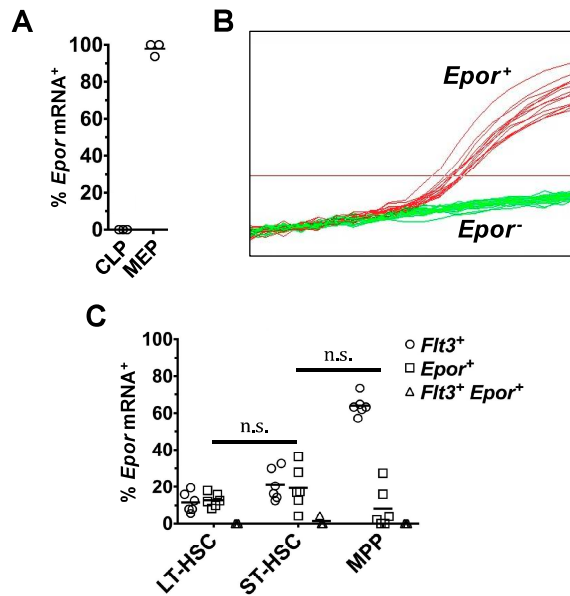 A
% Epor mRNA⁺
100
80
60
40
20
0
CLP
MEP
B
Epor⁺
Epor⁻
C
% Epor mRNA⁺
100
80
60
40
20
0
n.s.
n.s.
Flt3⁺
Epor⁺
Flt3⁺ Epor⁺
LT-HSC
ST-HSC
MPP